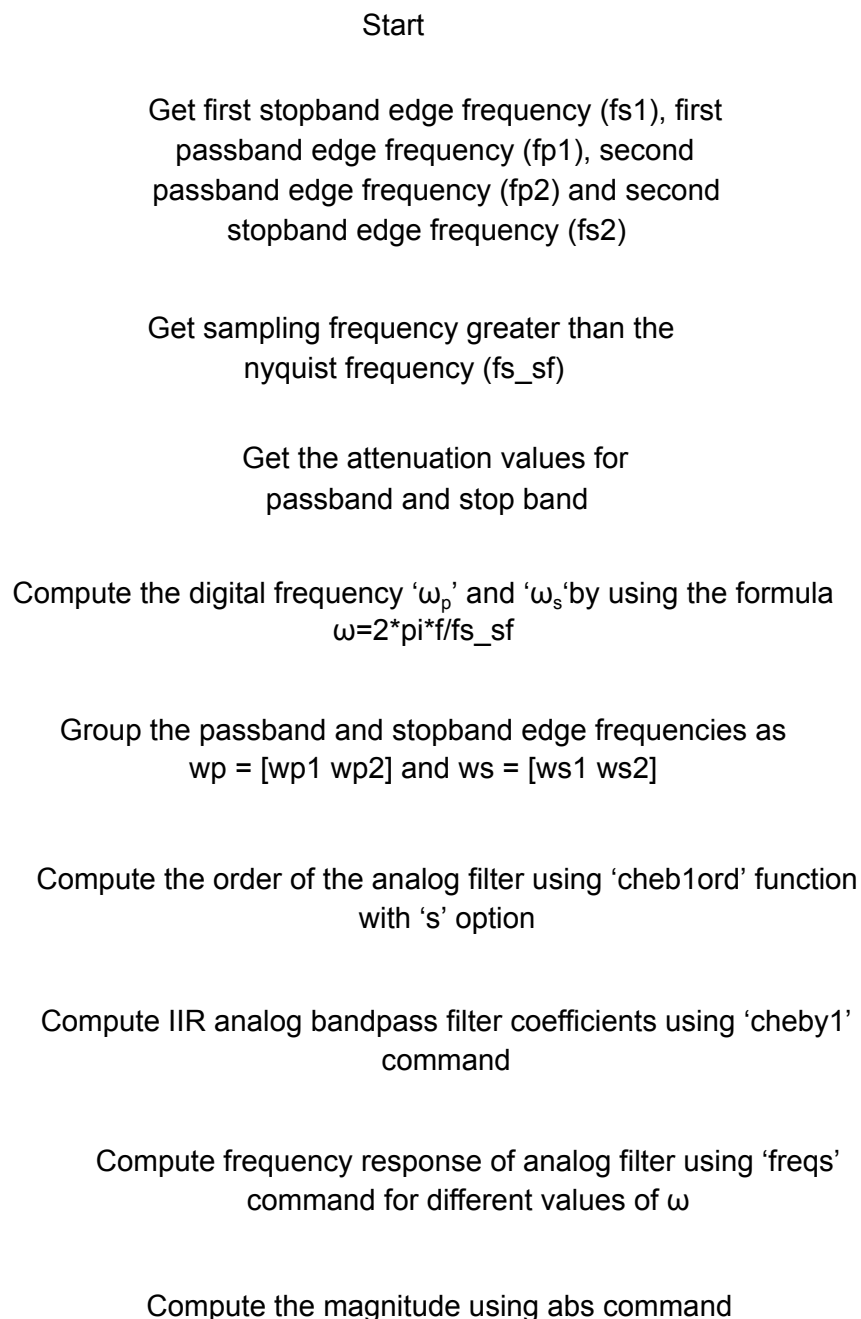 Start
Get first stopband edge frequency (fs1), first
passband edge frequency (fp1), second
passband edge frequency (fp2) and second
stopband edge frequency (fs2)
Get sampling frequency greater than the
nyquist frequency (fs_sf)
Get the attenuation values for
passband and stop band
Compute the digital frequency ‘ωₚ’ and ‘ωₛ‘by using the formula
ω=2*pi*f/fs_sf
Group the passband and stopband edge frequencies as
wp = [wp1 wp2] and ws = [ws1 ws2]
Compute the order of the analog filter using ‘cheb1ord’ function
with ‘s’ option
Compute IIR analog bandpass filter coefficients using ‘cheby1’
command
Compute frequency response of analog filter using ‘freqs’
command for different values of ω
Compute the magnitude using abs command